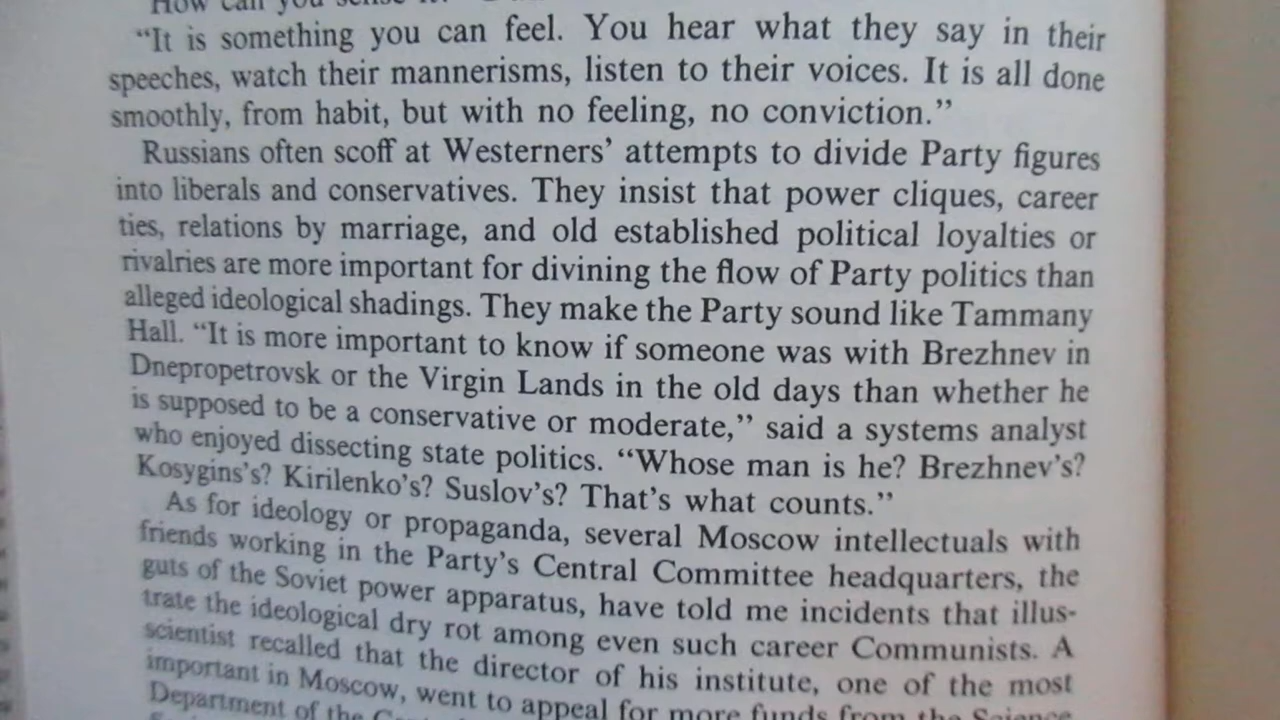 How can you sense it?
"It is something you can feel. You hear what they say in their
speeches, watch their mannerisms, listen to their voices. It is all done
smoothly, from habit, but with no feeling, no conviction."
Russians often scoff at Westerners' attempts to divide Party figures
into liberals and conservatives. They insist that power cliques, career
ties, relations by marriage, and old established political loyalties or
rivalries are more important for divining the flow of Party politics than
alleged ideological shadings. They make the Party sound like Tammany
Hall. "It is more important to know if someone was with Brezhnev in
Dnepropetrovsk or the Virgin Lands in the old days than whether he
is supposed to be a conservative or moderate," said a systems analyst
who enjoyed dissecting state politics. "Whose man is he? Brezhnev's?
Kosygins's? Kirilenko's? Suslov's? That's what counts."
As for ideology or propaganda, several Moscow intellectuals with
friends working in the Party's Central Committee headquarters, the
guts of the Soviet power apparatus, have told me incidents that illus-
trate the ideological dry rot among even such career Communists. A
scientist recalled that the director of his institute, one of the most
important in Moscow, went to appeal for more funds from the Science
Department of the